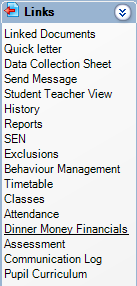 Links
Linked Documents
Quick letter
Data Collection Sheet
Send Message
Student Teacher View
History
Reports
SEN
Exclusions
Behaviour Management
Timetable
Classes
Attendance
Dinner Money Financials
Assessment
Communication Log
Pupil Curriculum